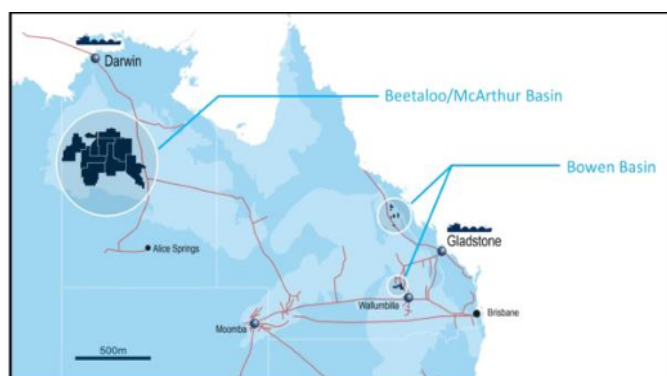 Darwin
Beetaloo/McArthur Basin
Bowen Basin
Gladstone
Alice Springs
Wallumbilla
Brisbane
Moomba
500m